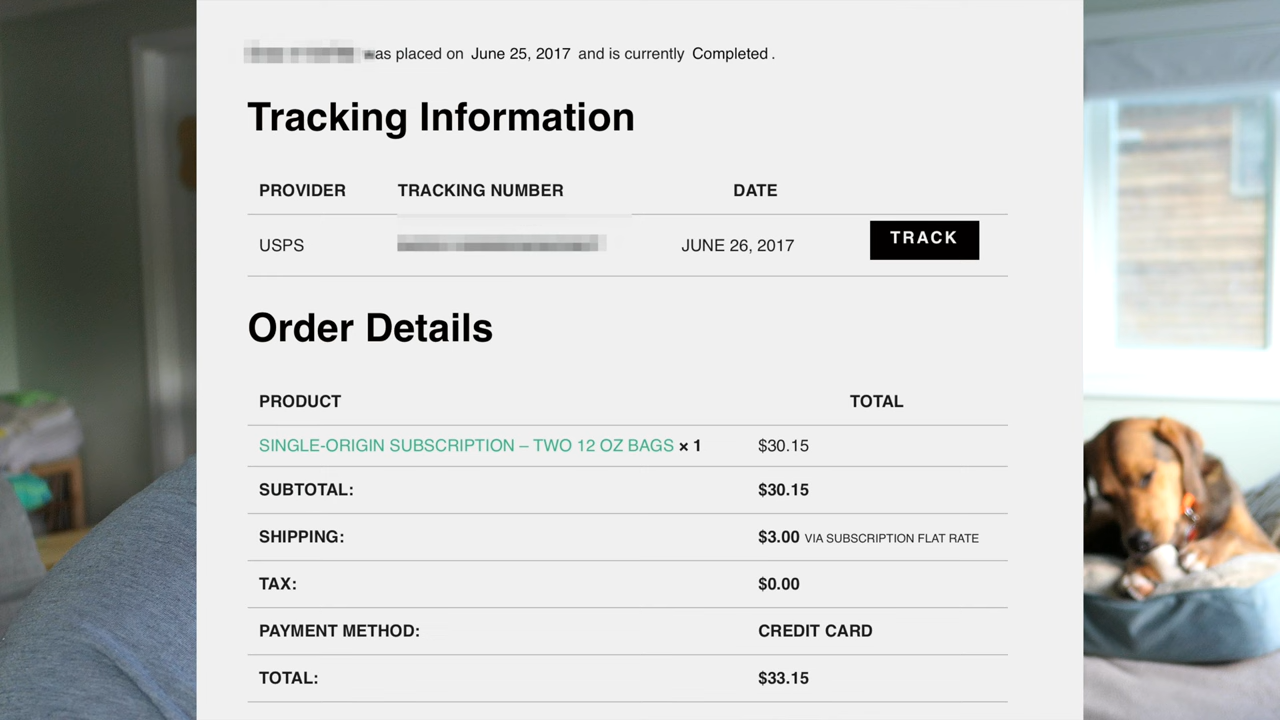 was placed on June 25, 2017 and is currently Completed.
Tracking Information
PROVIDER TRACKING NUMBER DATE
USPS JUNE 26, 2017 TRACK
Order Details
PRODUCT TOTAL
SINGLE-ORIGIN SUBSCRIPTION – TWO 12 OZ BAGS × 1 $30.15
SUBTOTAL: $30.15
SHIPPING: $3.00 VIA SUBSCRIPTION FLAT RATE
TAX: $0.00
PAYMENT METHOD: CREDIT CARD
TOTAL: $33.15